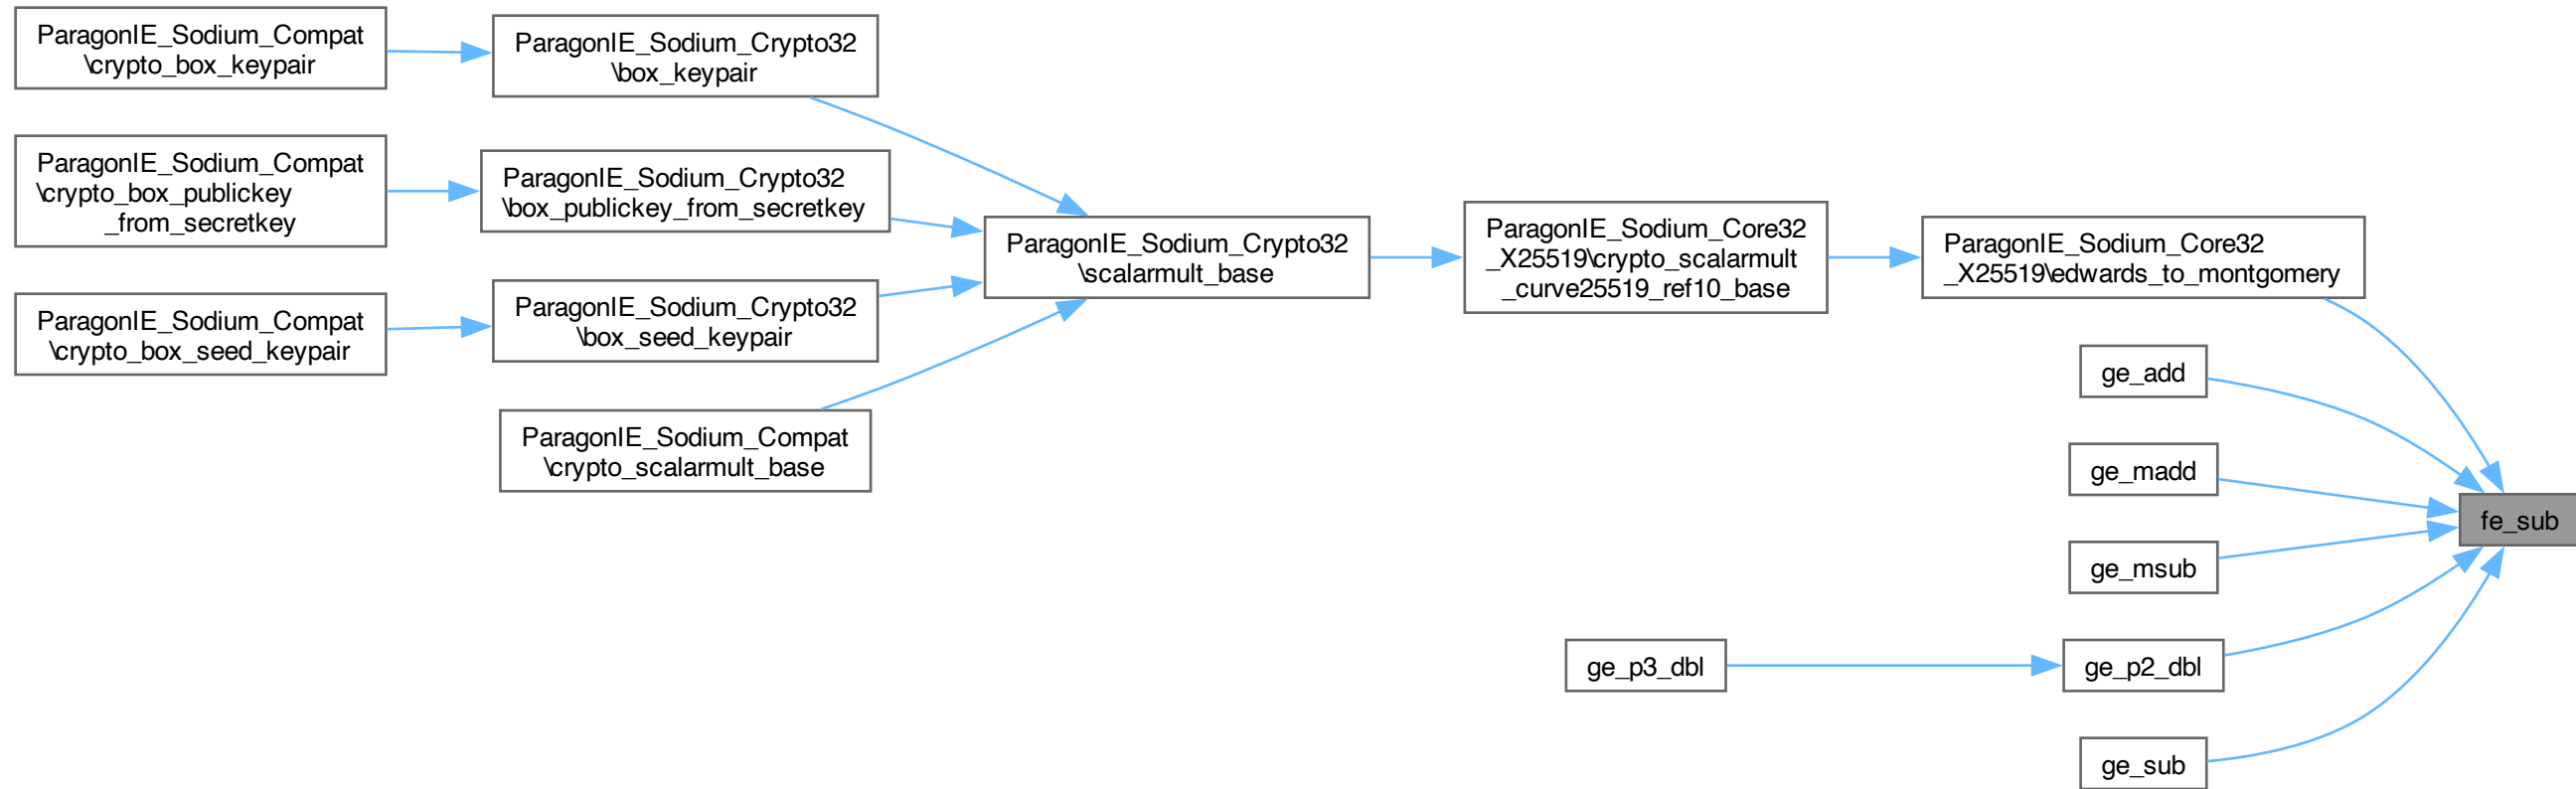 ParagonIE_Sodium_Compat
\crypto_box_keypair
ParagonIE_Sodium_Crypto32
\box_keypair
ParagonIE_Sodium_Compat
\crypto_box_publickey
_from_secretkey
ParagonIE_Sodium_Crypto32
\box_publickey_from_secretkey
ParagonIE_Sodium_Compat
\crypto_box_seed_keypair
ParagonIE_Sodium_Crypto32
\box_seed_keypair
ParagonIE_Sodium_Compat
\crypto_scalarmult_base
ParagonIE_Sodium_Crypto32
\scalarmult_base
ParagonIE_Sodium_Core32
_X25519\crypto_scalarmult
_curve25519_ref10_base
ParagonIE_Sodium_Core32
_X25519\edwards_to_montgomery
ge_add
ge_madd
ge_msub
ge_p3_dbl
ge_p2_dbl
ge_sub
fe_sub